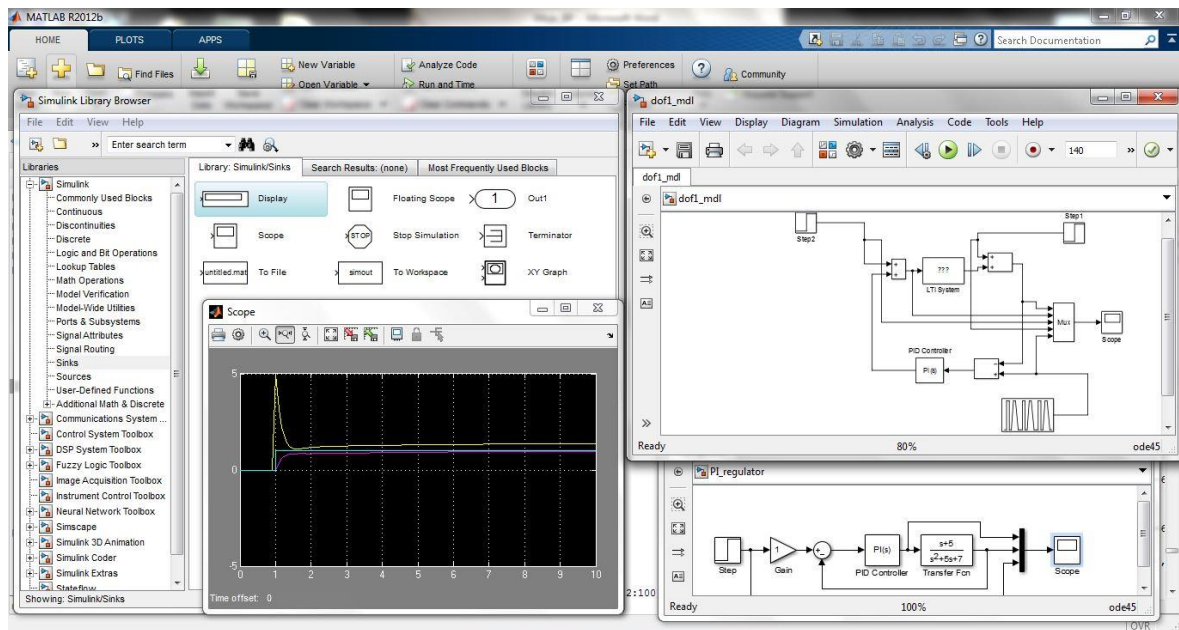 MATLAB R2012b
HOME PLOTS APPS
Search Documentation
Find Files
New Variable
Open Variable
Analyze Code
Run and Time
Preferences
Set Path
Community
Simulink Library Browser
File Edit View Help
» Enter search term
Libraries
Library: Simulink/Sinks Search Results: (none) Most Frequently Used Blocks
Simulink
Commonly Used Blocks
Continuous
Discontinuities
Discrete
Logic and Bit Operations
Lookup Tables
Math Operations
Model Verification
Model-Wide Utilities
Ports & Subsystems
Signal Attributes
Signal Routing
Sinks
Sources
User-Defined Functions
Additional Math & Discrete
Communications System ...
Control System Toolbox
DSP System Toolbox
Fuzzy Logic Toolbox
Image Acquisition Toolbox
Instrument Control Toolbox
Neural Network Toolbox
Simscape
Simulink 3D Animation
Simulink Coder
Simulink Extras
Stateflow
Showing: Simulink/Sinks
Display
Floating Scope
1 Out1
Scope
STOP Stop Simulation
Terminator
untitled.mat To File
simout To Workspace
XY Graph
Scope
5
0
-5
0 1 2 3 4 5 6 7 8 9 10
Time offset: 0
dof1_mdl
File Edit View Display Diagram Simulation Analysis Code Tools Help
140 »
dof1_mdl
dof1_mdl
Step2
Step1
???
LTI System
Mux
Scope
PID Controller
PI(s)
»
Ready 80% ode45
PI_regulator
Step
1
Gain
PI(s)
PID Controller
s+5
s²+5s+7
Transfer Fcn
Scope
2:100
Ready 100% ode45
OVR